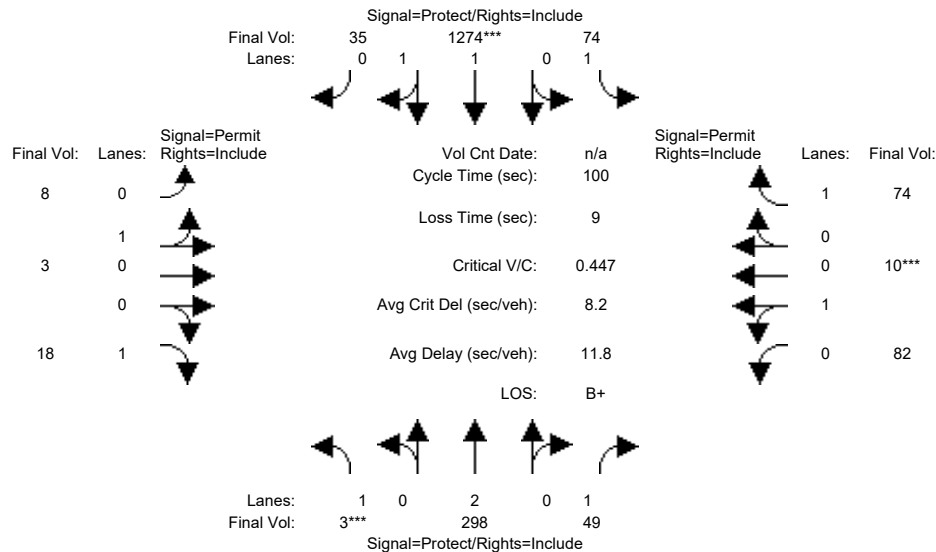 Signal=Protect/Rights=Include
Final Vol: 35 1274*** 74
Lanes: 0 1 1 0 1
Signal=Permit
Final Vol: Lanes: Rights=Include
Vol Cnt Date: n/a
Signal=Permit
Rights=Include Lanes: Final Vol:
Cycle Time (sec): 100
8 0
1 74
Loss Time (sec): 9
1
0
3 0
Critical V/C: 0.447
0 10***
0
Avg Crit Del (sec/veh): 8.2
1
18 1
Avg Delay (sec/veh): 11.8
0 82
LOS: B+
Lanes: 1 0 2 0 1
Final Vol: 3*** 298 49
Signal=Protect/Rights=Include